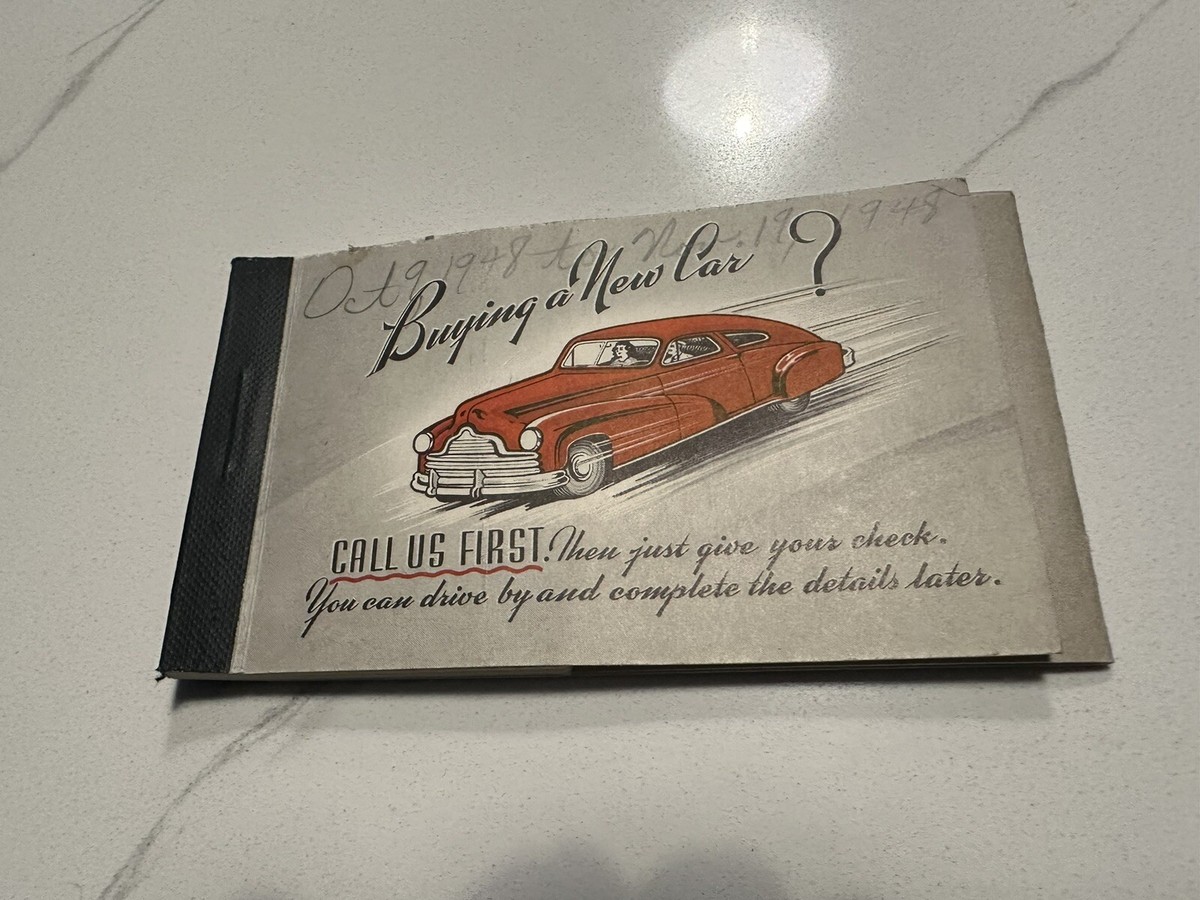 Oct 9 1948 to Nov. 19, 1948
Buying a New Car?
CALL US FIRST. Then just give your check.
You can drive by and complete the details later.